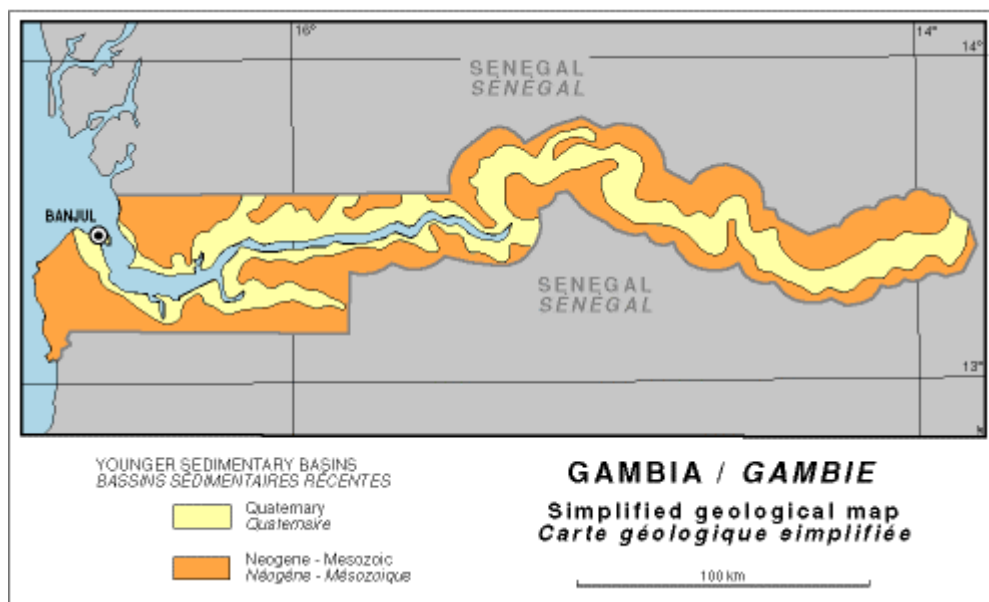 16°
14°
14°
SENEGAL
SÉNÉGAL
BANJUL
SENEGAL
SÉNÉGAL
13°
YOUNGER SEDIMENTARY BASINS
BASSINS SÉDIMENTAIRES RÉCENTES
Quaternary
Quaternaire
Neogene - Mesozoic
Néogène - Mésozoïque
GAMBIA / GAMBIE
Simplified geological map
Carte géologique simplifiée
100 km